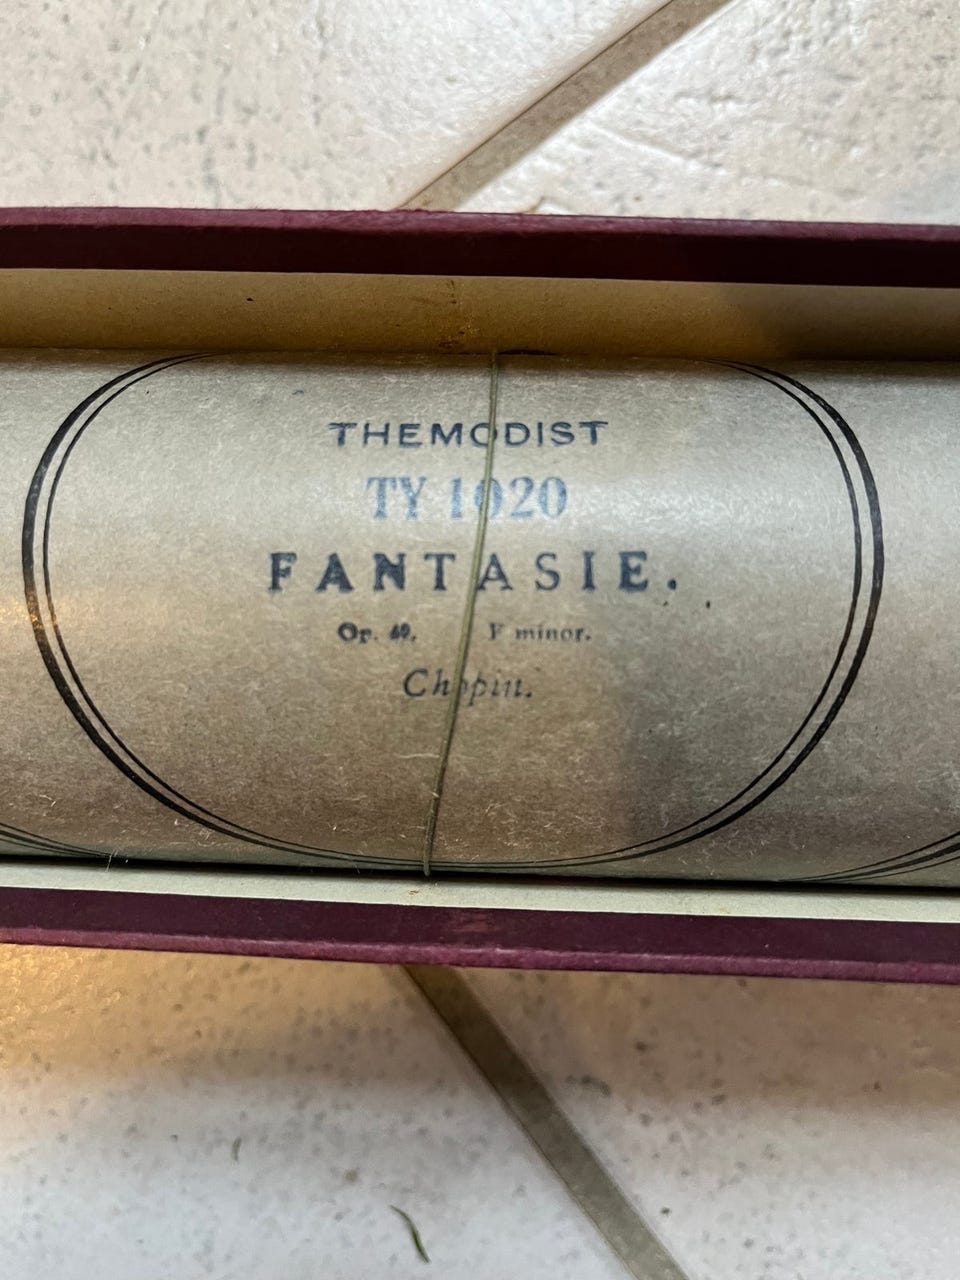 THEMODIST
TY 1020
FANTASIE.
Op. 49. F minor.
Chopin.